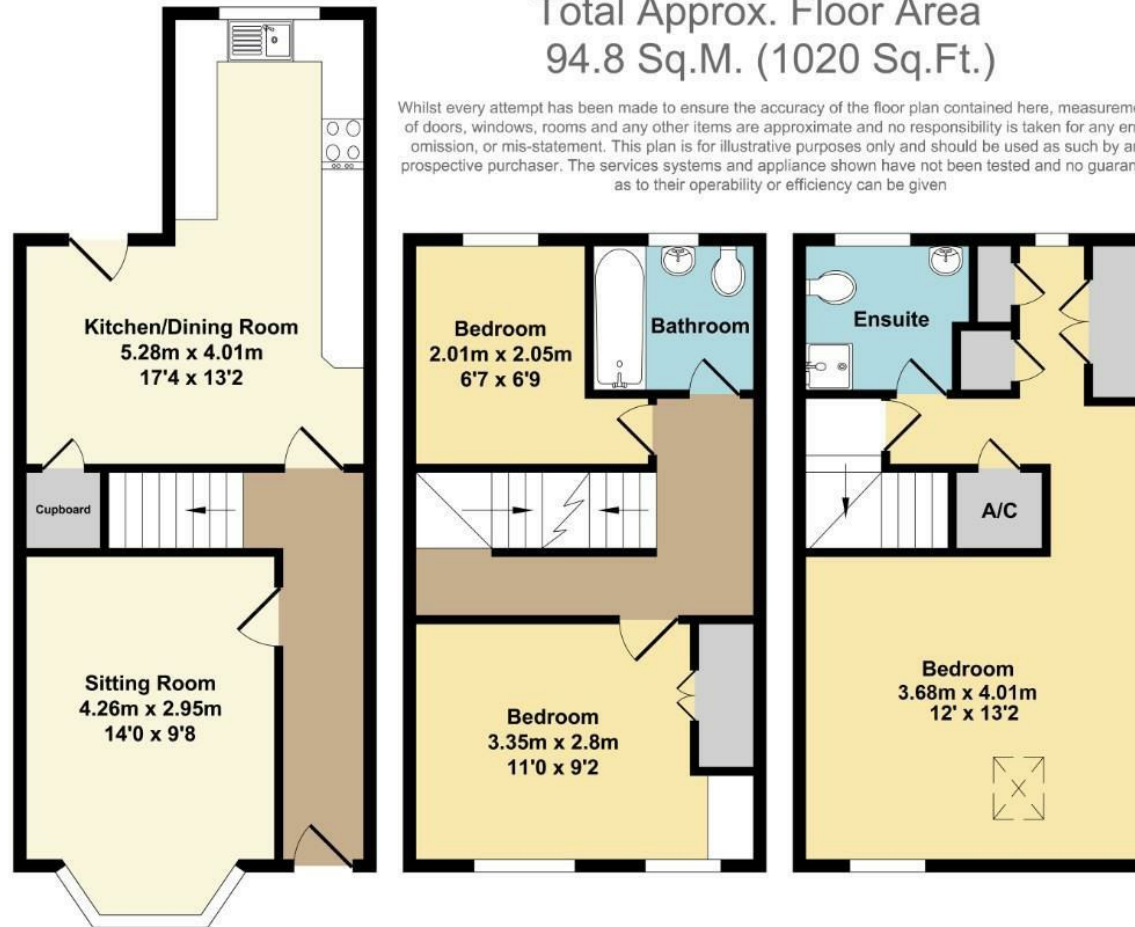 Total Approx. Floor Area
94.8 Sq.M. (1020 Sq.Ft.)
Whilst every attempt has been made to ensure the accuracy of the floor plan contained here, measureme
of doors, windows, rooms and any other items are approximate and no responsibility is taken for any er
omission, or mis-statement. This plan is for illustrative purposes only and should be used as such by an
prospective purchaser. The services systems and appliance shown have not been tested and no guaran
as to their operability or efficiency can be given
Kitchen/Dining Room
5.28m x 4.01m
17'4 x 13'2
Cupboard
Sitting Room
4.26m x 2.95m
14'0 x 9'8
Bedroom
2.01m x 2.05m
6'7 x 6'9
Bathroom
Bedroom
3.35m x 2.8m
11'0 x 9'2
Ensuite
A/C
Bedroom
3.68m x 4.01m
12' x 13'2